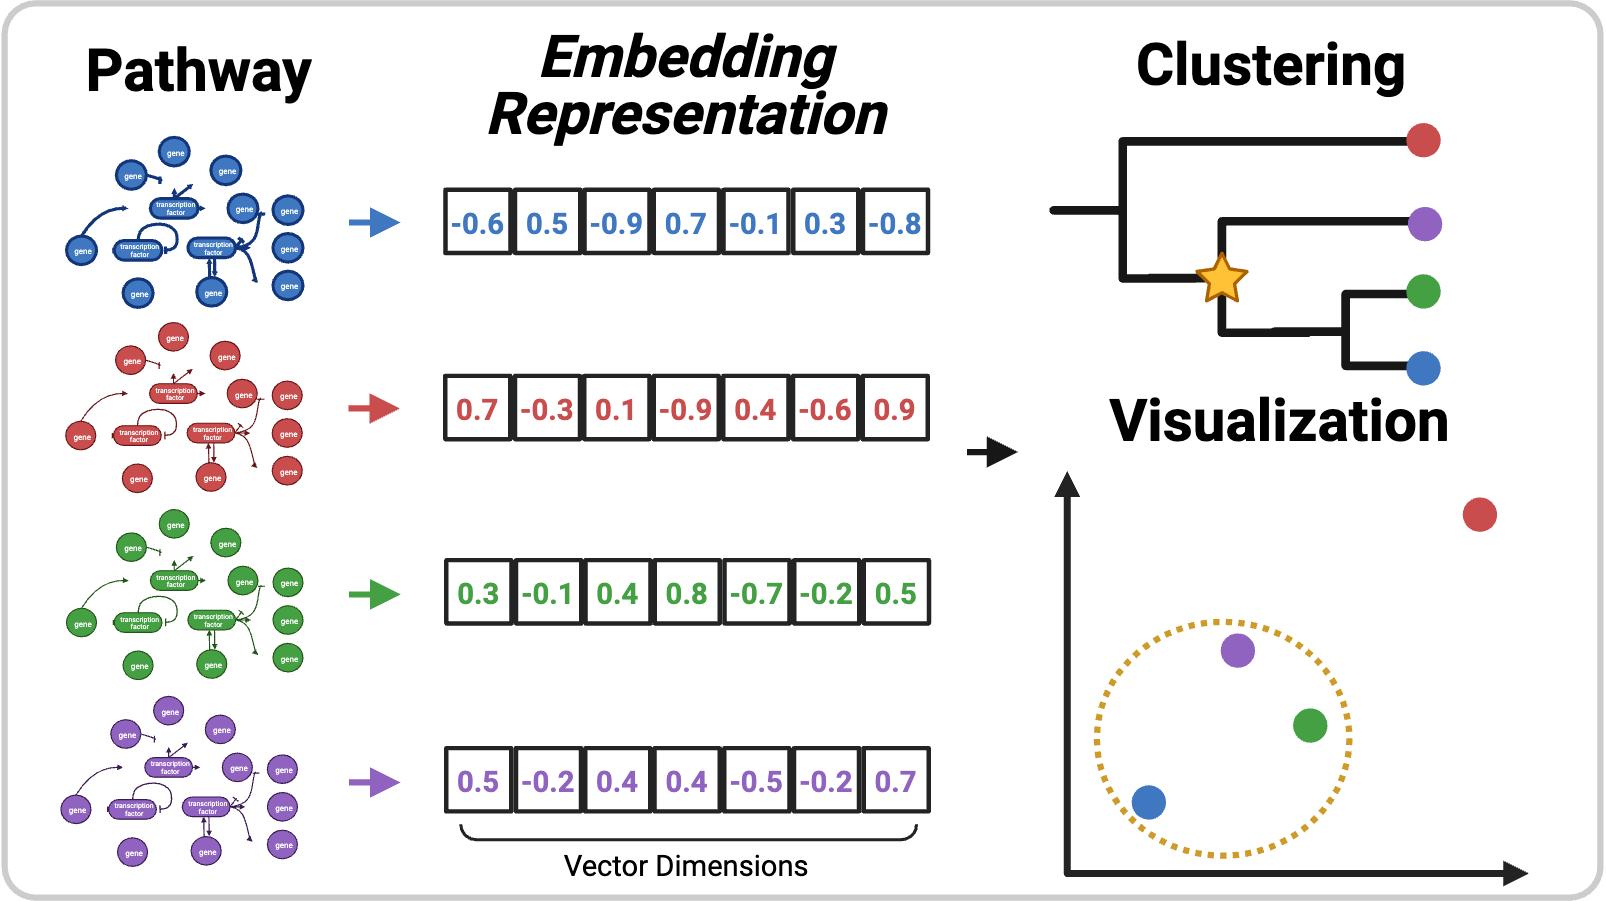 Pathway
Embedding
Representation
Clustering
gene
gene
gene
transcription
factor
gene
gene
gene
transcription
factor
transcription
factor
gene
gene
gene
gene
-0.6 0.5 -0.9 0.7 -0.1 0.3 -0.8
gene
gene
gene
transcription
factor
gene
gene
gene
transcription
factor
transcription
factor
gene
gene
gene
gene
0.7 -0.3 0.1 -0.9 0.4 -0.6 0.9
Visualization
gene
gene
gene
transcription
factor
gene
gene
gene
transcription
factor
transcription
factor
gene
gene
gene
gene
0.3 -0.1 0.4 0.8 -0.7 -0.2 0.5
gene
gene
gene
transcription
factor
gene
gene
gene
transcription
factor
transcription
factor
gene
gene
gene
gene
0.5 -0.2 0.4 0.4 -0.5 -0.2 0.7
Vector Dimensions